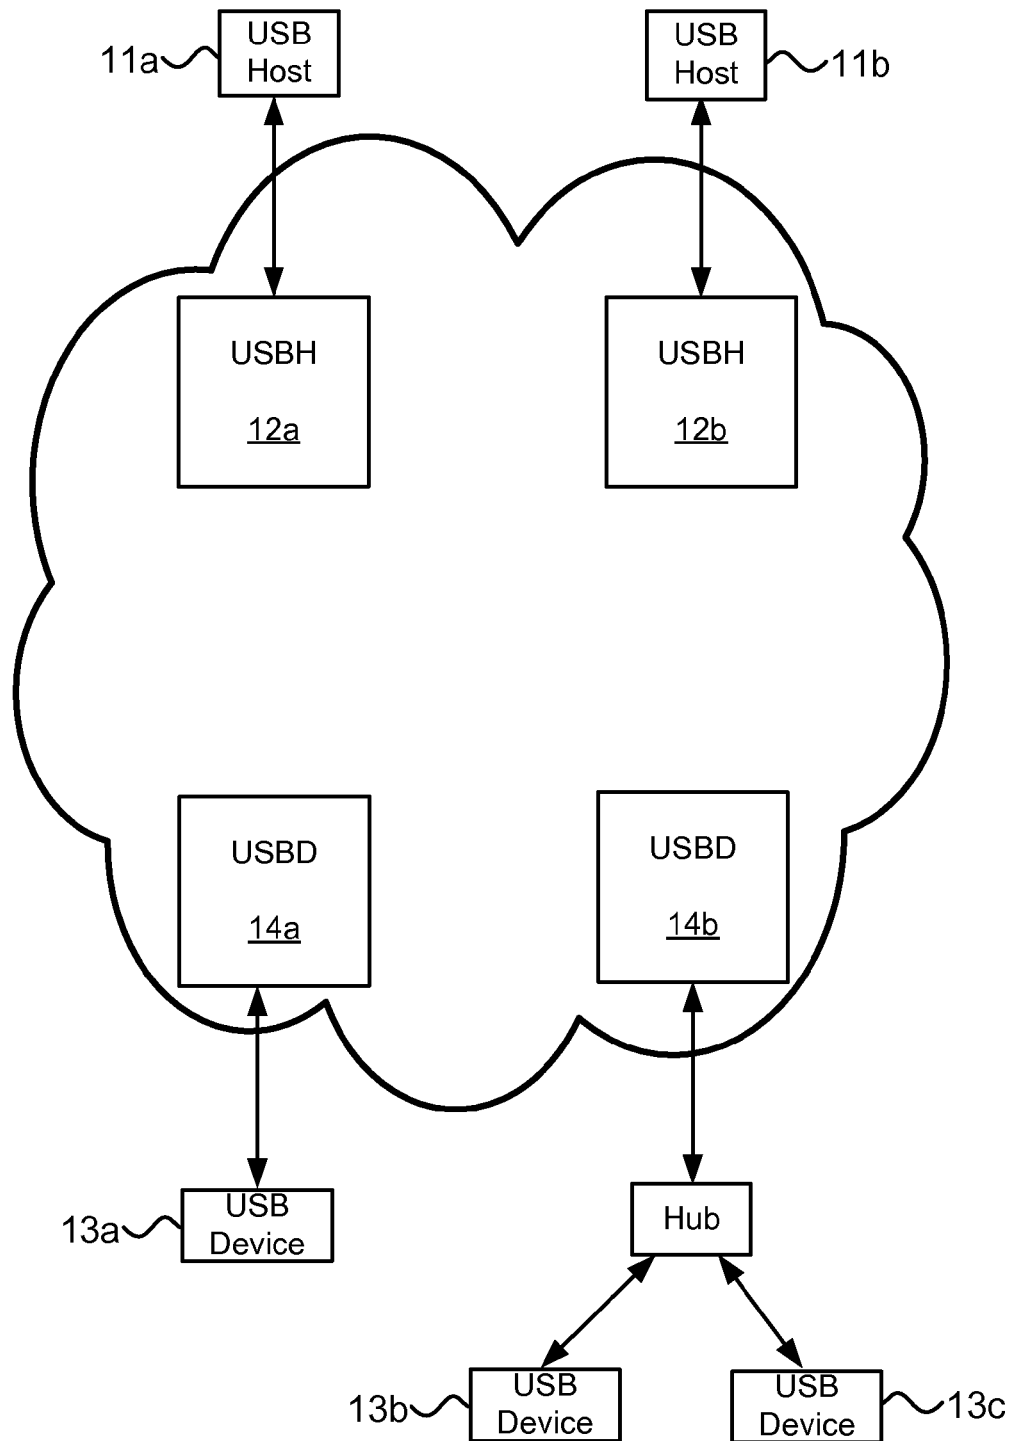 USB
Host
11a
USB
Host
11b
USBH
12a
USBH
12b
USBD
14a
USBD
14b
USB
Device
13a
Hub
USB
Device
13b
USB
Device
13c